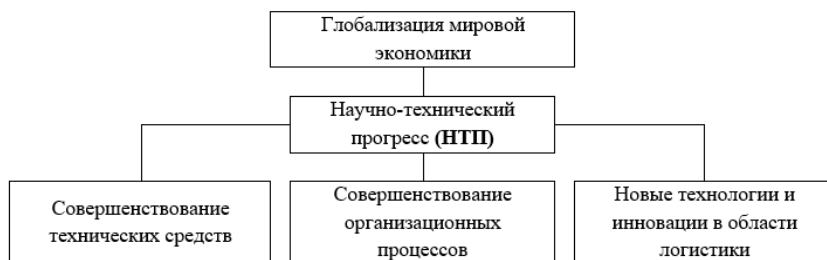 Глобализация мировой
экономики
Научно-технический
прогресс (НТП)
Совершенствование
технических средств
Совершенствование
организационных
процессов
Новые технологии и
инновации в области
логистики